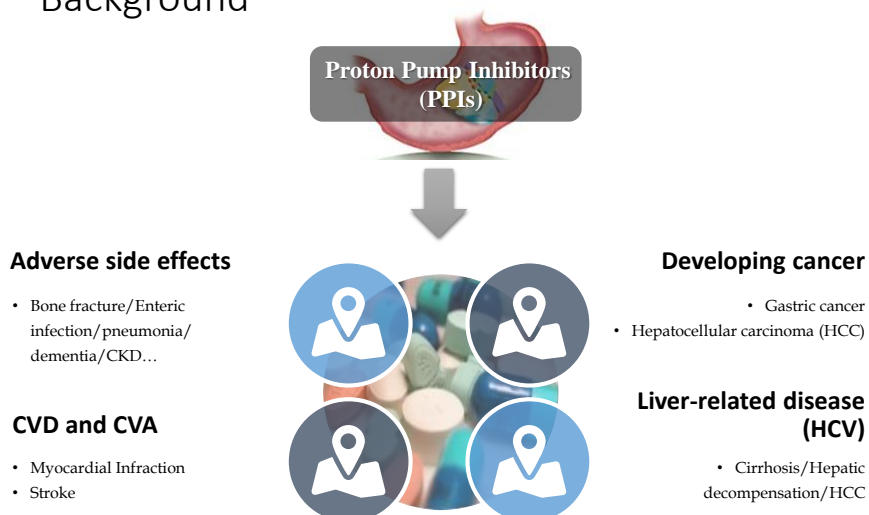 Background
Proton Pump Inhibitors
(PPIs)
Adverse side effects
• Bone fracture/Enteric
infection/pneumonia/
dementia/CKD…
Developing cancer
• Gastric cancer
• Hepatocellular carcinoma (HCC)
CVD and CVA
• Myocardial Infraction
• Stroke
Liver-related disease
(HCV)
• Cirrhosis/Hepatic
decompensation/HCC